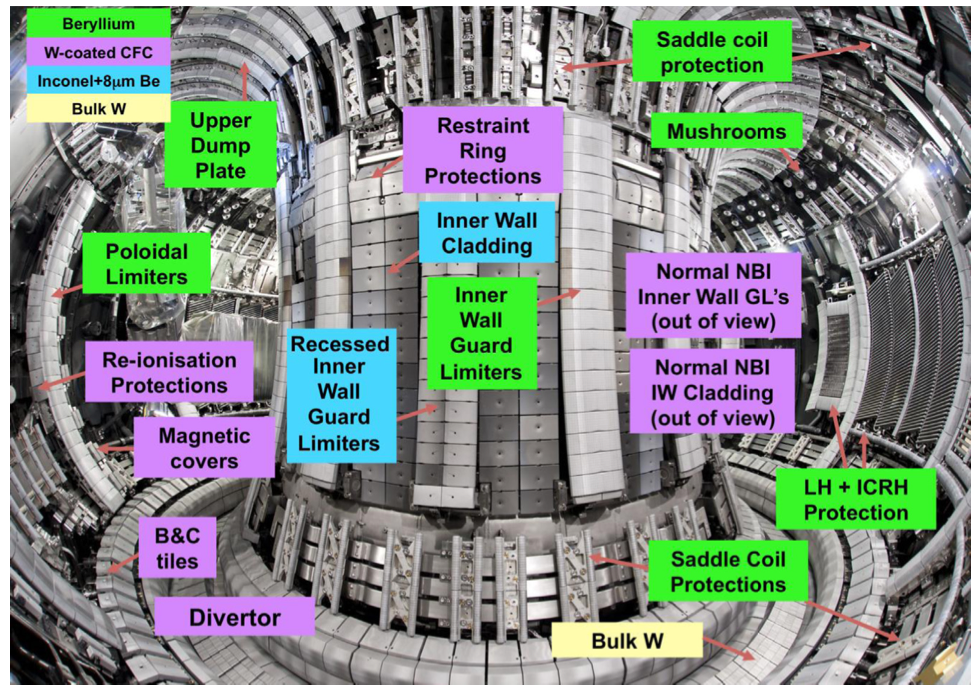 Beryllium
W-coated CFC
Inconel+8μm Be
Bulk W
Upper
Dump
Plate
Saddle coil
protection
Mushrooms
Restraint
Ring
Protections
Inner Wall
Cladding
Poloidal
Limiters
Normal NBI
Inner Wall GL's
(out of view)
Inner
Wall
Guard
Limiters
Recessed
Inner
Wall
Guard
Limiters
Re-ionisation
Protections
Normal NBI
IW Cladding
(out of view)
Magnetic
covers
LH + ICRH
Protection
B&C
tiles
Saddle Coil
Protections
Divertor
Bulk W